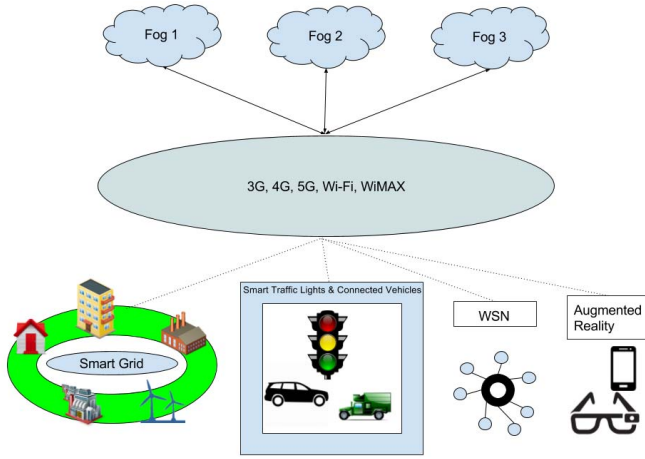 Fog 1
Fog 2
Fog 3
3G, 4G, 5G, Wi-Fi, WiMAX
Smart Traffic Lights & Connected Vehicles
WSN
Augmented
Reality
Smart Grid